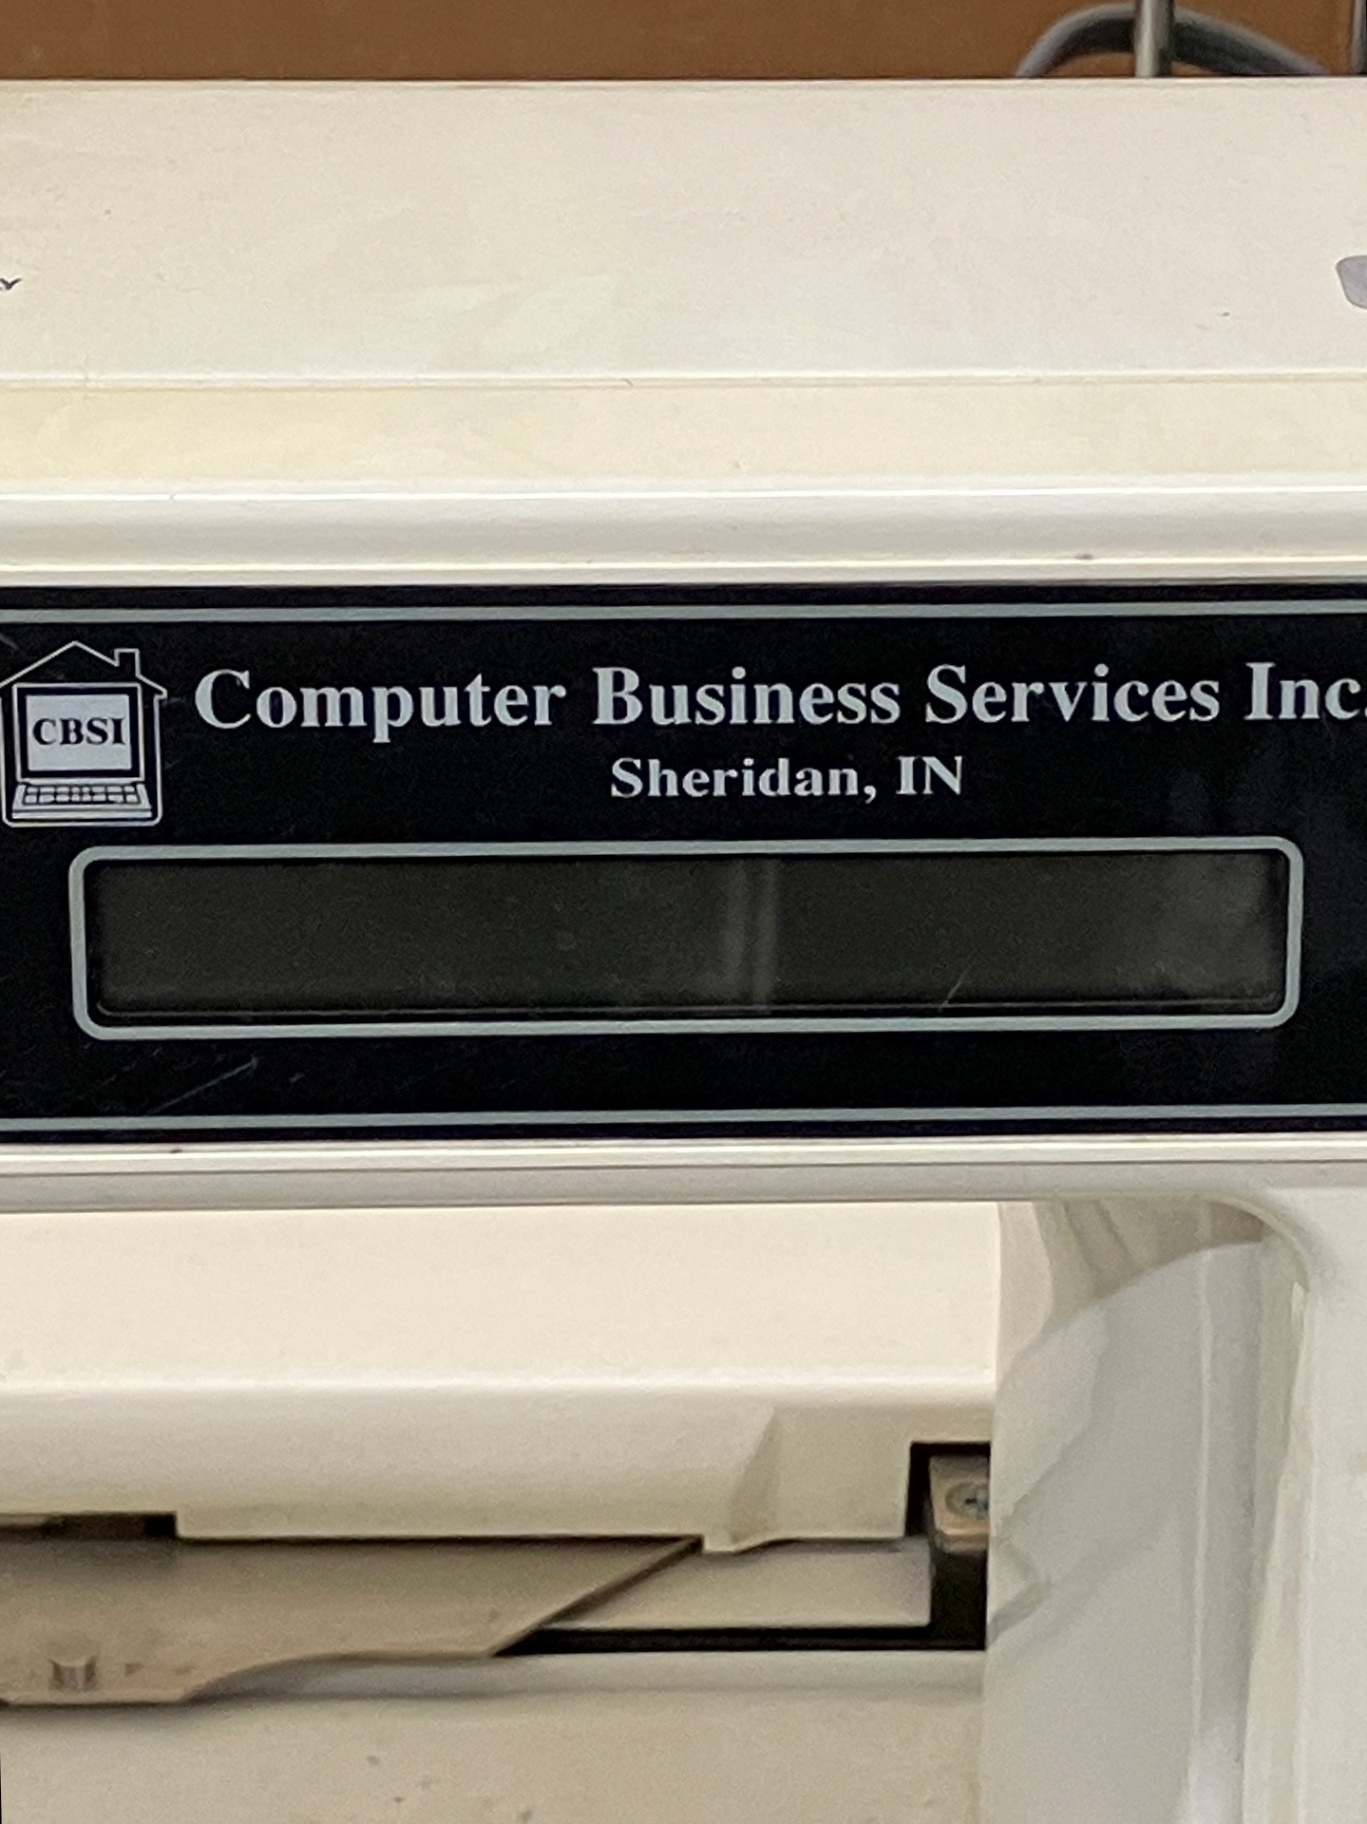 CBSI
Computer Business Services Inc.
Sheridan, IN